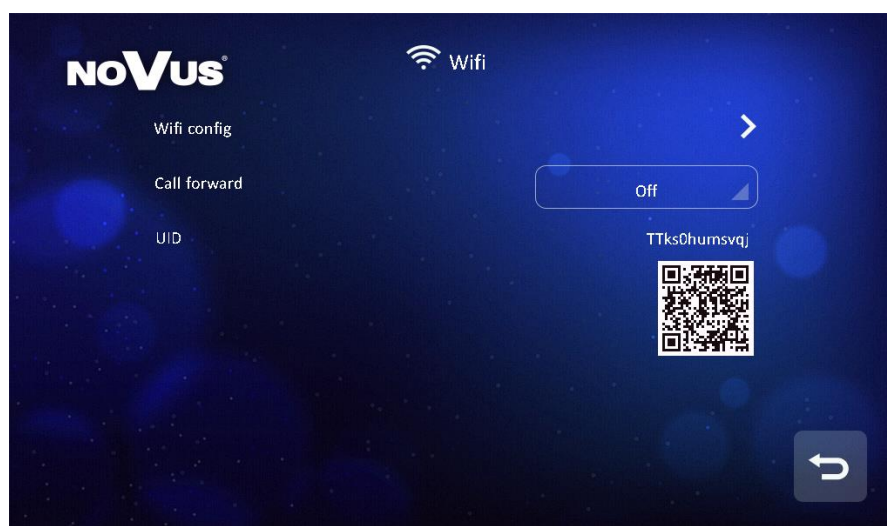 NOVUS®
Wifi
Wifi config
Call forward
Off
UID
TTks0humsvqj